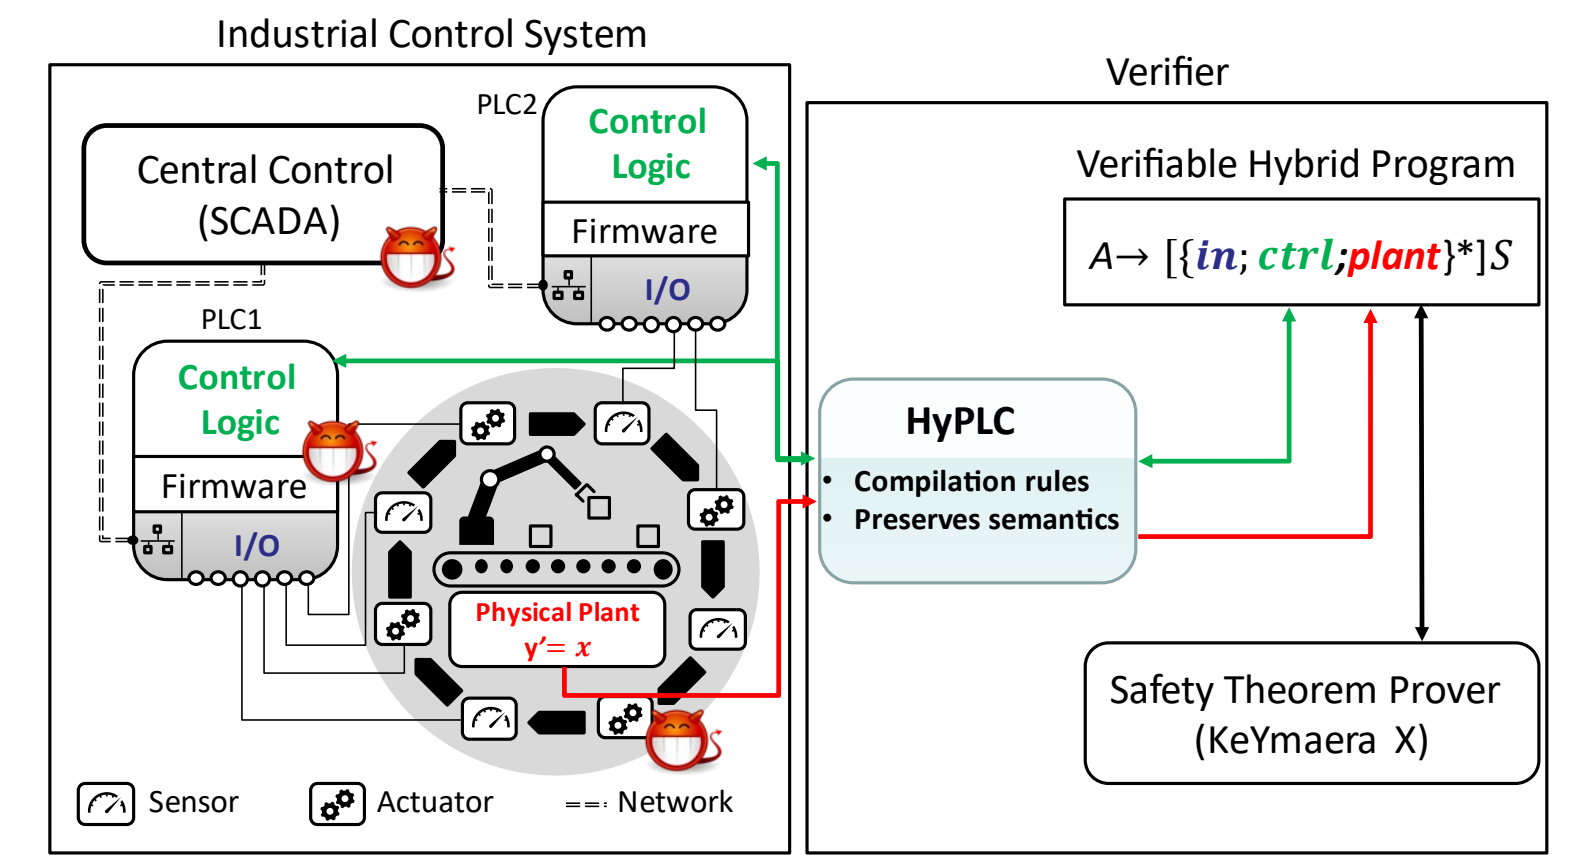 Industrial Control System
Verifier
PLC2
Control
Logic
Firmware
I/O
Central Control
(SCADA)
PLC1
Control
Logic
Firmware
I/O
Physical Plant
y′= x
Sensor
Actuator
Network
Verifiable Hybrid Program
A→ [{in; ctrl;plant}*]S
HyPLC
• Compilation rules
• Preserves semantics
Safety Theorem Prover
(KeYmaera X)